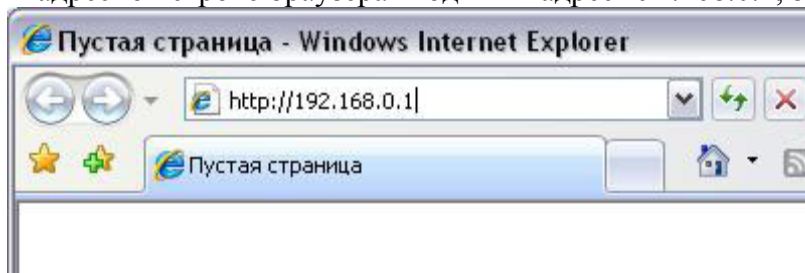 Пустая страница - Windows Internet Explorer
http://192.168.0.1
Пустая страница